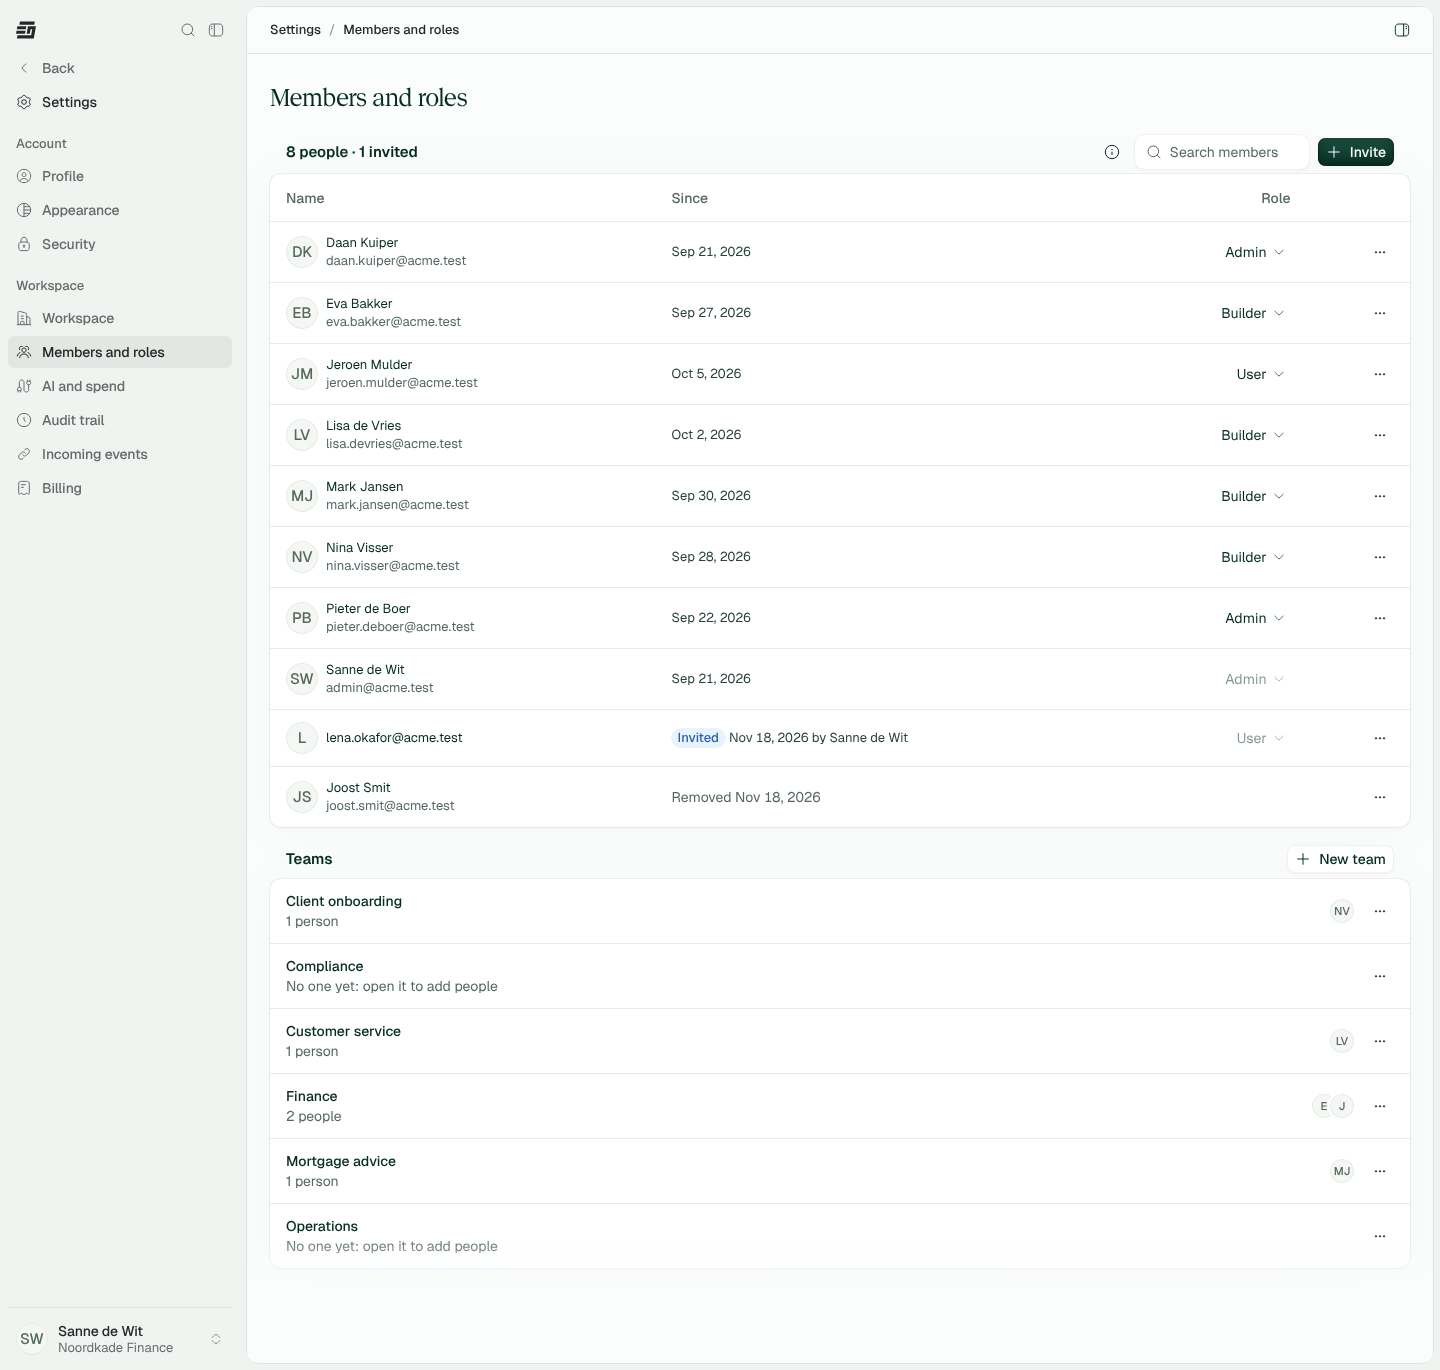 Back
Settings
Account
Profile
Appearance
Security
Workspace
Workspace
Members and roles
AI and spend
Audit trail
Incoming events
Billing
SW
Sanne de Wit
Noordkade Finance
Settings / Members and roles
Members and roles
8 people · 1 invited
Search members
Invite
Name Since Role
DK Daan Kuiper
daan.kuiper@acme.test
Sep 21, 2026 Admin
EB Eva Bakker
eva.bakker@acme.test
Sep 27, 2026 Builder
JM Jeroen Mulder
jeroen.mulder@acme.test
Oct 5, 2026 User
LV Lisa de Vries
lisa.devries@acme.test
Oct 2, 2026 Builder
MJ Mark Jansen
mark.jansen@acme.test
Sep 30, 2026 Builder
NV Nina Visser
nina.visser@acme.test
Sep 28, 2026 Builder
PB Pieter de Boer
pieter.deboer@acme.test
Sep 22, 2026 Admin
SW Sanne de Wit
admin@acme.test
Sep 21, 2026 Admin
L lena.okafor@acme.test Invited Nov 18, 2026 by Sanne de Wit User
JS Joost Smit
joost.smit@acme.test
Removed Nov 18, 2026
Teams
New team
Client onboarding
1 person
NV
Compliance
No one yet: open it to add people
Customer service
1 person
LV
Finance
2 people
E J
Mortgage advice
1 person
MJ
Operations
No one yet: open it to add people